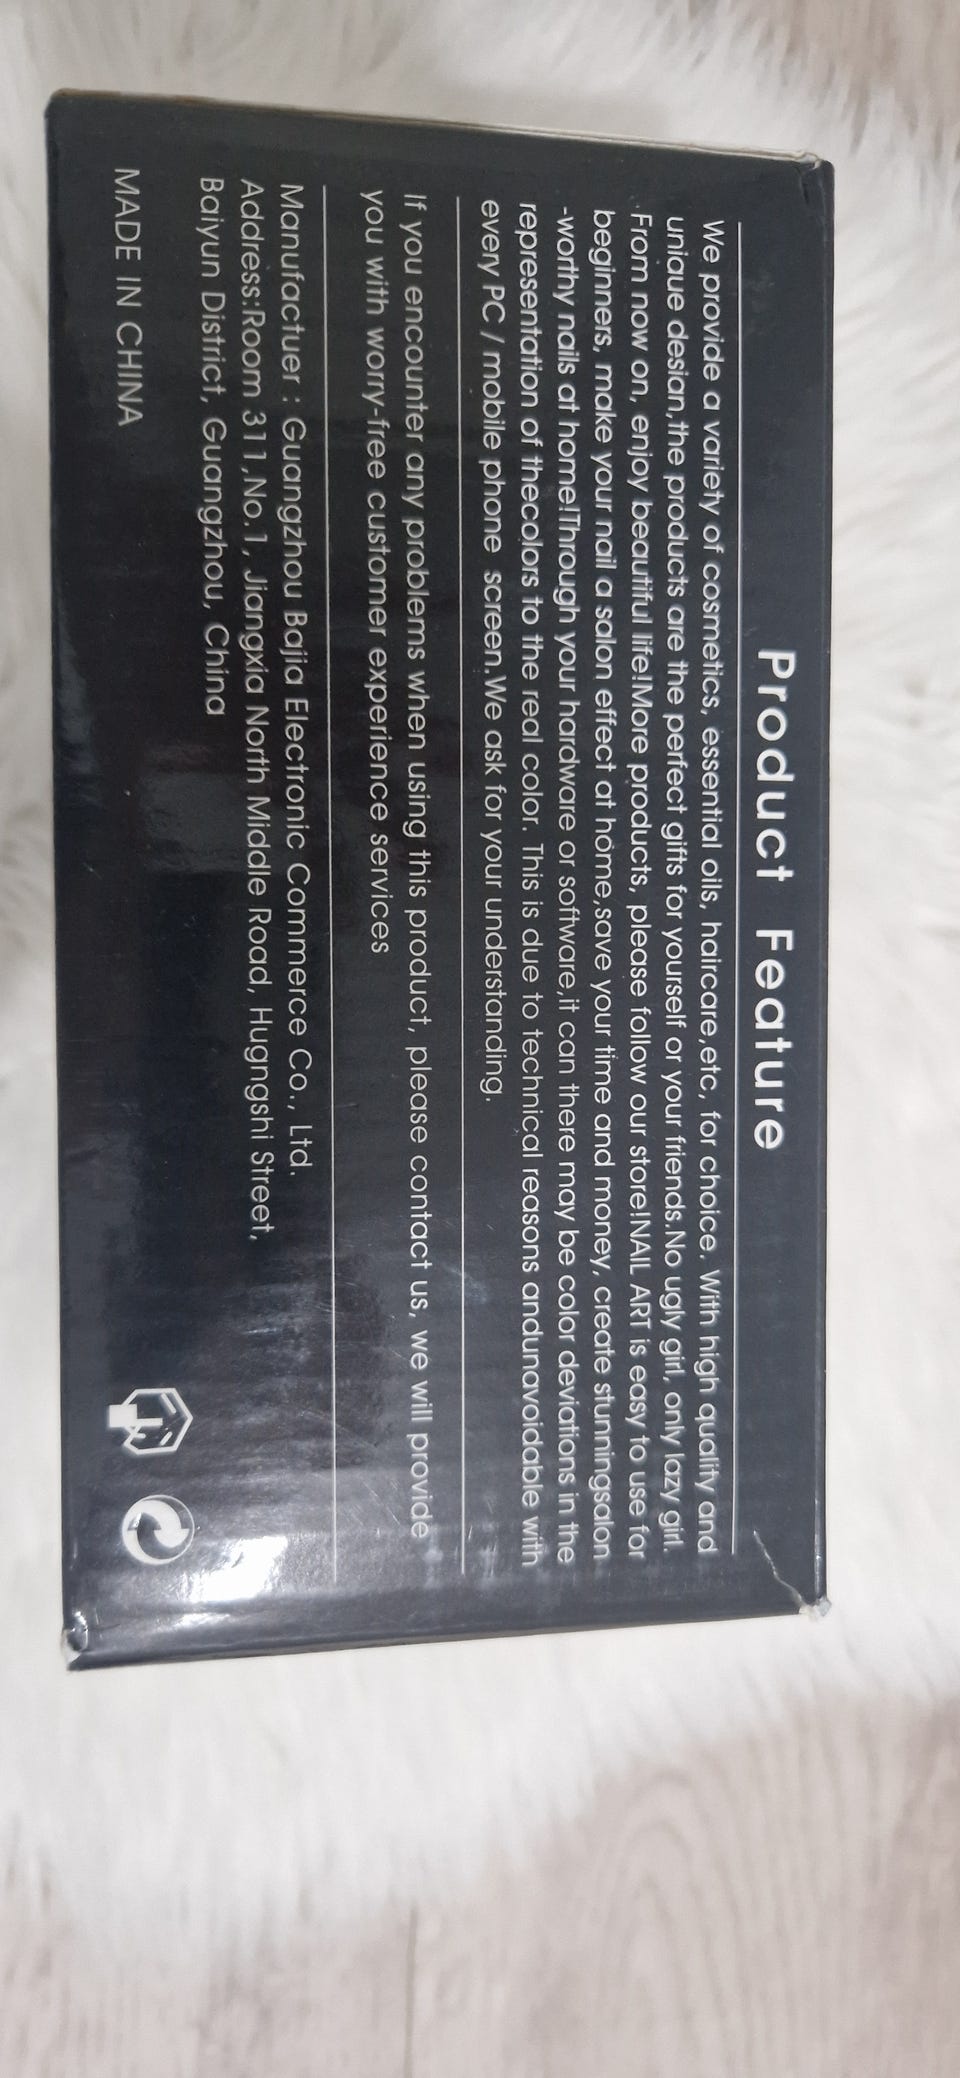 Product Feature
We provide a variety of cosmetics, essential oils, haircare,etc, for choice. With high quality and
unique desian,the products are the perfect gifts for yourself or your friends.No ugly girl, only lazy girl.
From now on, enjoy beautiful life!More products, please follow our store!NAIL ART is easy to use for
beginners, make your nail a salon effect at home,save your time and money, create stunningsalon
-worthy nails at home!Through your hardware or software,it can there may be color deviations in the
representation of thecolors to the real color. This is due to technical reasons andunavoidable with
every PC / mobile phone screen.We ask for your understanding.
If you encounter any problems when using this product, please contact us, we will provide
you with worry-free customer experience services
Manufactuer : Guangzhou Bajia Electronic Commerce Co., Ltd.
Address:Room 311,No.1, Jiangxia North Middle Road, Hugngshi Street,
Baiyun District, Guangzhou, China
MADE IN CHINA